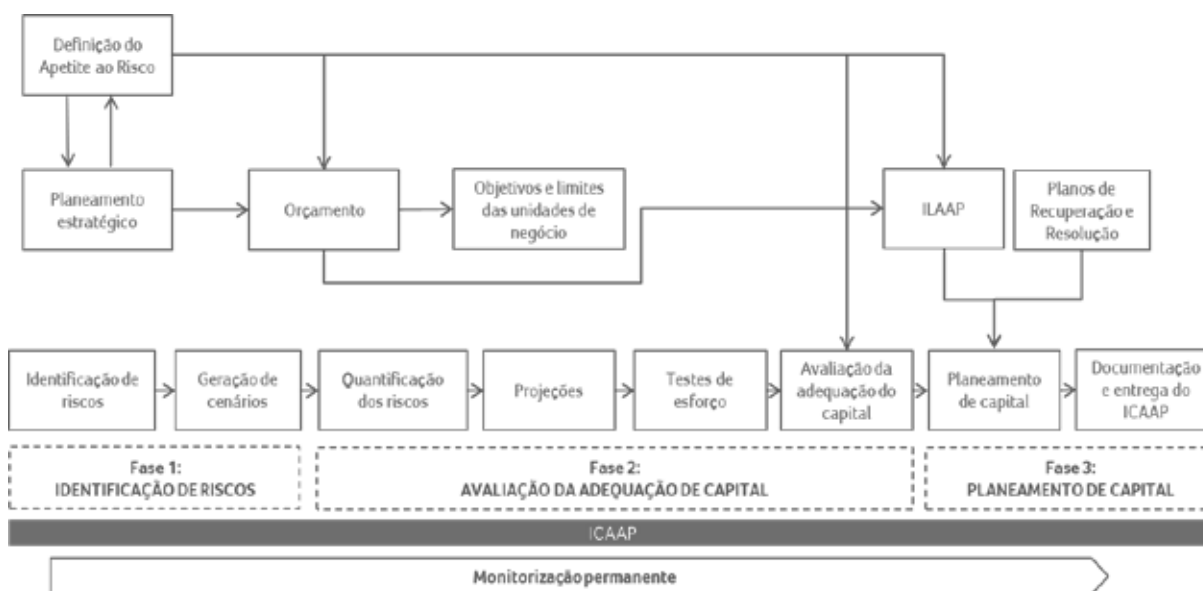 Definição do
Apetite ao Risco
Planeamento
estratégico
Orçamento
Objetivos e limites
das unidades de
negócio
ILAAP
Planos de
Recuperação e
Resolução
Identificação de
riscos
Geração de
cenários
Quantificação
dos riscos
Projeções
Testes de
esforço
Avaliação da
adequação do
capital
Planeamento
de capital
Documentação
e entrega do
ICAAP
Fase 1:
IDENTIFICAÇÃO DE RISCOS
Fase 2:
AVALIAÇÃO DA ADEQUAÇÃO DE CAPITAL
Fase 3:
PLANEAMENTO DE CAPITAL
ICAAP
Monitorização permanente